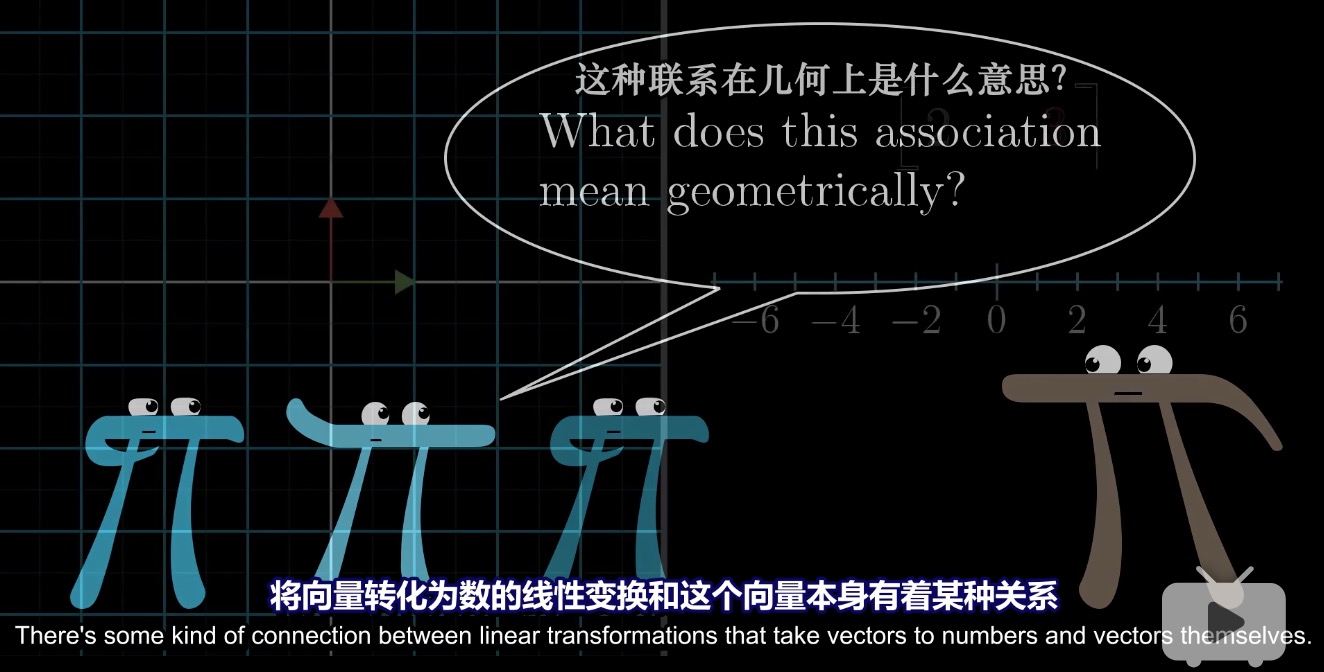 这种联系在几何上是什么意思?
What does this association
mean geometrically?
−6 −4 −2 0 2 4 6
将向量转化为数的线性变换和这个向量本身有着某种关系
There's some kind of connection between linear transformations that take vectors to numbers and vectors themselves.